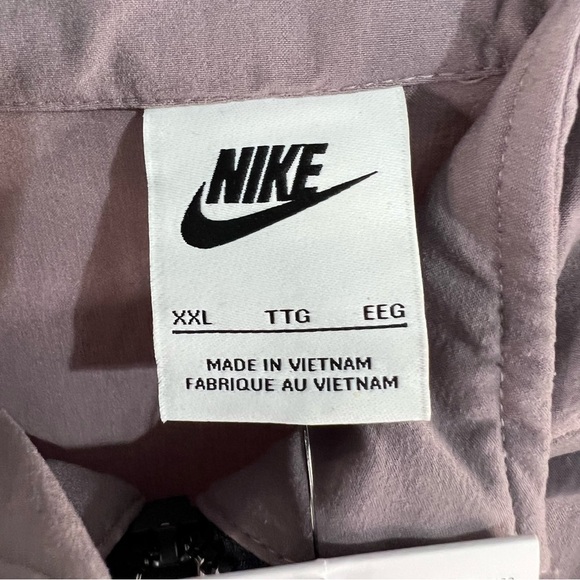 NIKE
XXL TTG EEG
MADE IN VIETNAM
FABRIQUE AU VIETNAM